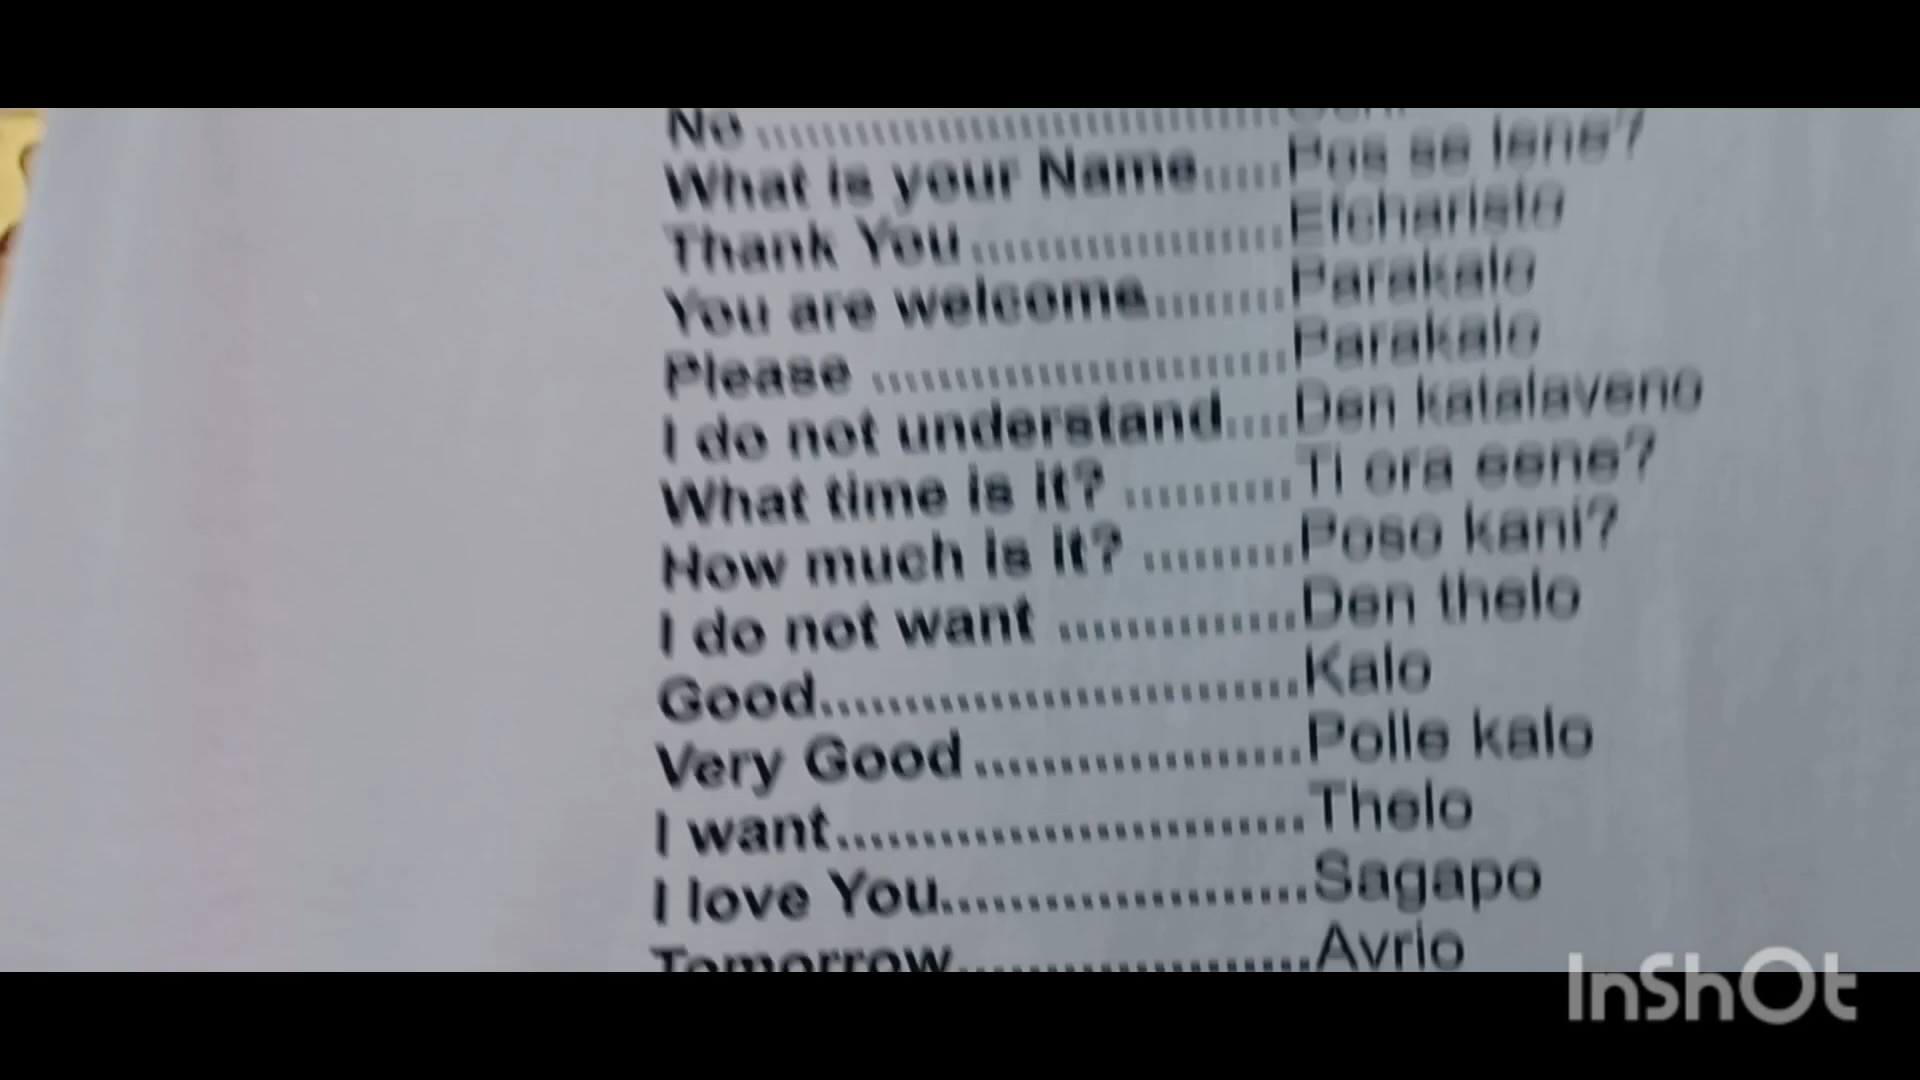 No ..............................
What is your Name......Pos se lene?
Thank You ......................Efcharisto
You are welcome.........Parakalo
Please .............................Parakalo
I do not understand....Den katalaveno
What time is it? ............Ti ora eene?
How much is it? ...........Poso kani?
I do not want ................Den thelo
Good................................Kalo
Very Good ......................Polle kalo
I want................................Thelo
I love You.........................Sagapo
Tomorrow........................Avrio
InShOt